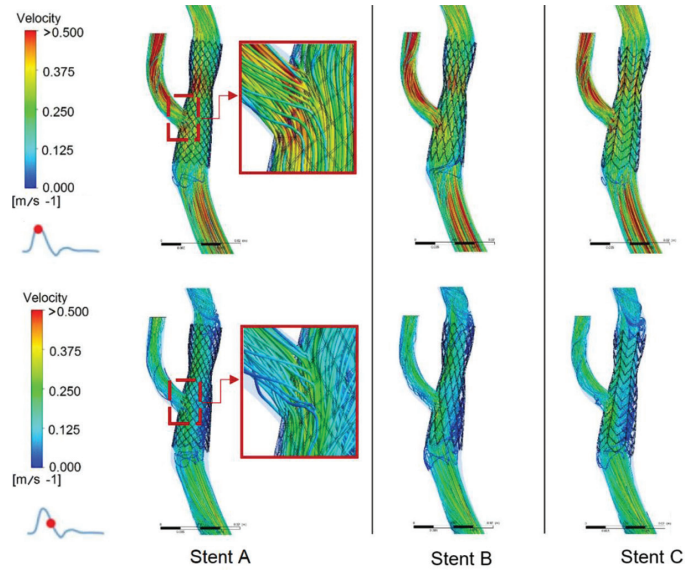 Velocity
>0.500
0.375
0.250
0.125
0.000
[m/s -1]
Velocity
>0.500
0.375
0.250
0.125
0.000
[m/s -1]
Stent A
Stent B
Stent C